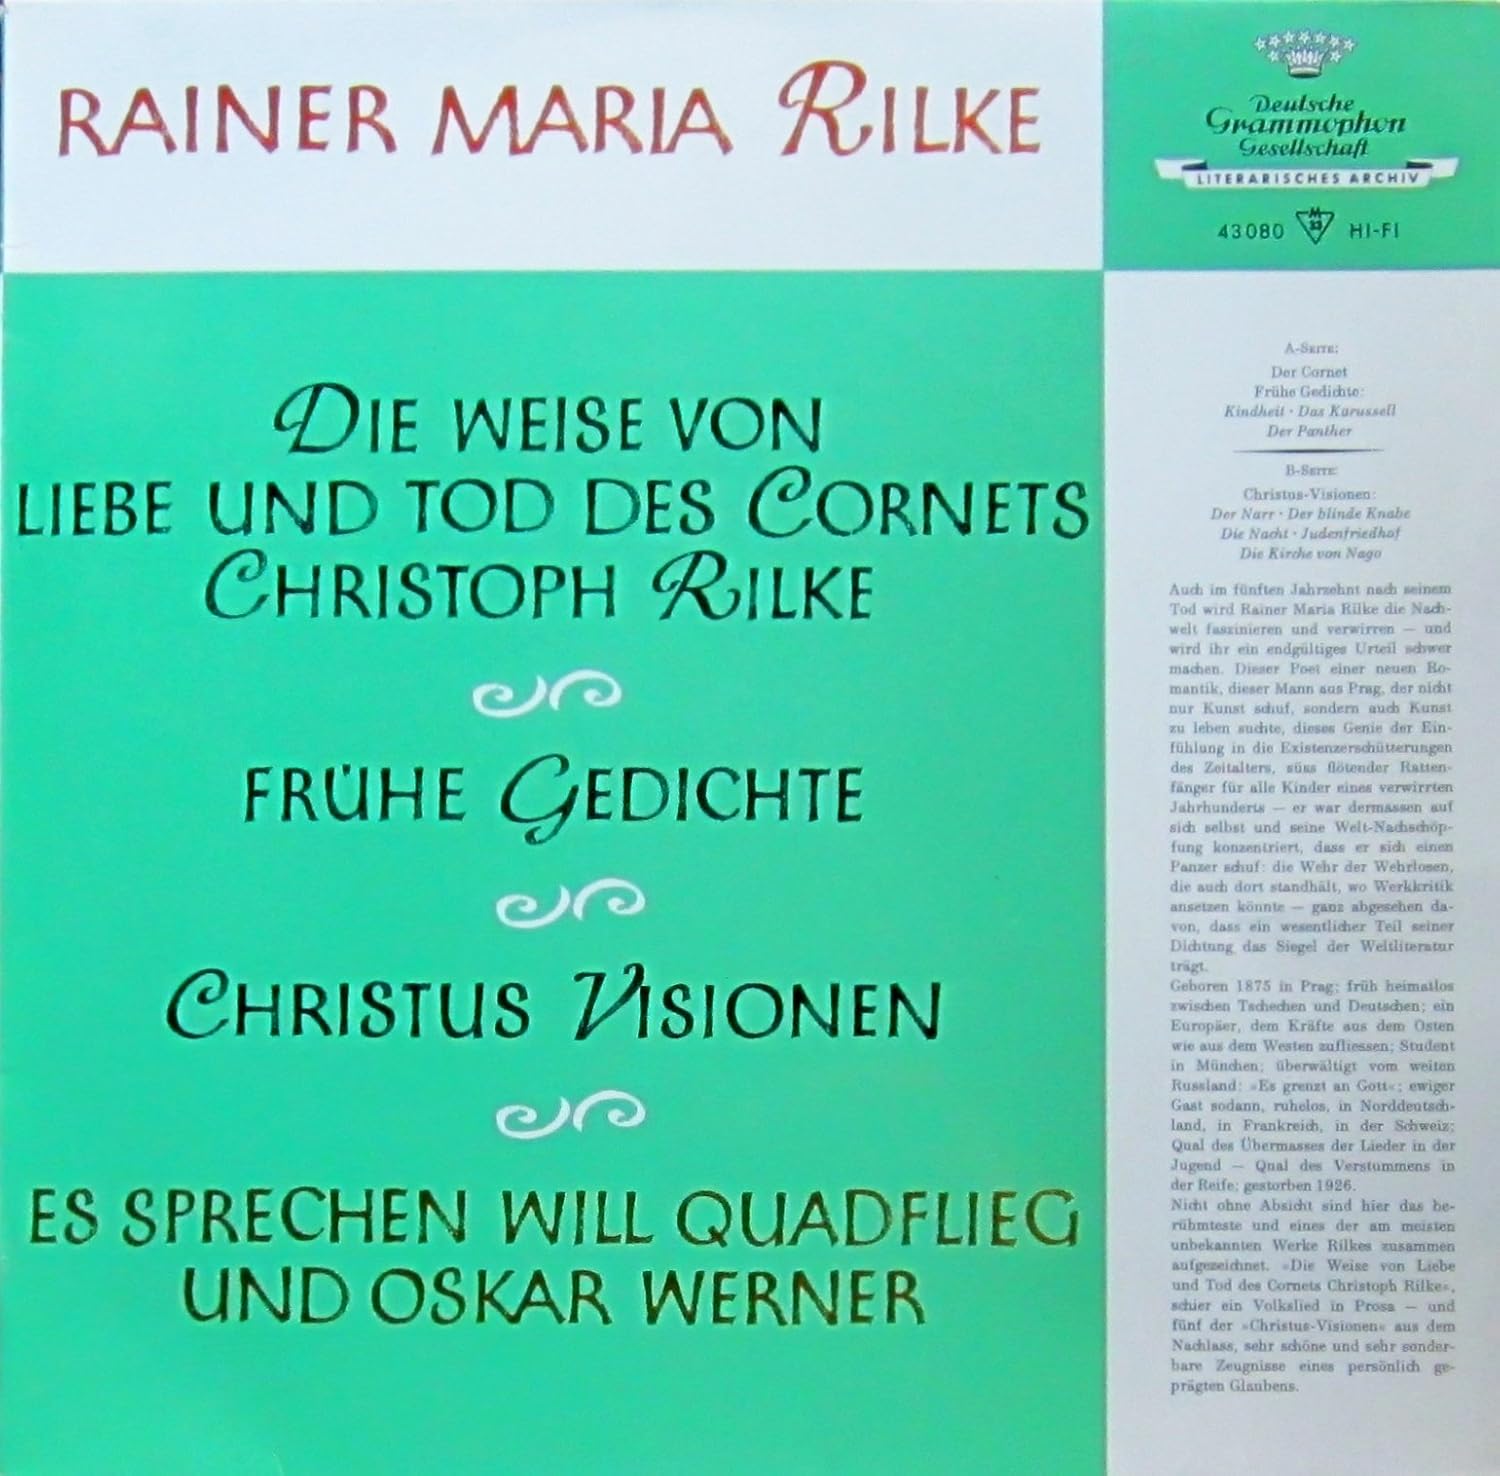 RAINER MARIA RILKE
Deutsche
Grammophon
Gesellschaft
LITERARISCHES ARCHIV
43080 M 33 HI-FI
DIE WEISE VON
LIEBE UND TOD DES CORNETS
CHRISTOPH RILKE
FRÜHE GEDICHTE
CHRISTUS VISIONEN
ES SPRECHEN WILL QUADFLIEG
UND OSKAR WERNER
A-SEITE:
Der Cornet
Frühe Gedichte:
Kindheit · Das Karussell
Der Panther
B-SEITE:
Christus-Visionen:
Der Narr · Der blinde Knabe
Die Nacht · Judenfriedhof
Die Kirche von Nago
Auch im fünften Jahrzehnt nach seinem
Tod wird Rainer Maria Rilke die Nach-
welt faszinieren und verwirren — und
wird ihr ein endgültiges Urteil schwer
machen. Dieser Poet einer neuen Ro-
mantik, dieser Mann aus Prag, der nicht
nur Kunst schuf, sondern auch Kunst
zu leben suchte, dieses Genie der Ein-
fühlung in die Existenzerschütterungen
des Zeitalters, süss flötender Ratten-
fänger für alle Kinder eines verwirrten
Jahrhunderts — er war dermassen auf
sich selbst und seine Welt-Nachschöp-
fung konzentriert, dass er sich einen
Panzer schuf: die Wehr der Wehrlosen,
die auch dort standhält, wo Werkkritik
ansetzen könnte — ganz abgesehen da-
von, dass ein wesentlicher Teil seiner
Dichtung das Siegel der Weltliteratur
trägt.
Geboren 1875 in Prag; früh heimatlos
zwischen Tschechen und Deutschen; ein
Europäer, dem Kräfte aus dem Osten
wie aus dem Westen zufliessen; Student
in München; überwältigt vom weiten
Russland: »Es grenzt an Gott«; ewiger
Gast sodann, ruhelos, in Norddeutsch-
land, in Frankreich, in der Schweiz;
Qual des Übermasses der Lieder in der
Jugend — Qual des Verstummens in
der Reife; gestorben 1926.
Nicht ohne Absicht sind hier das be-
rühmteste und eines der am meisten
unbekannten Werke Rilkes zusammen
aufgezeichnet. »Die Weise von Liebe
und Tod des Cornets Christoph Rilke«,
schier ein Volkslied in Prosa — und
fünf der »Christus-Visionen« aus dem
Nachlass, sehr schöne und sehr sonder-
bare Zeugnisse eines persönlich ge-
prägten Glaubens.